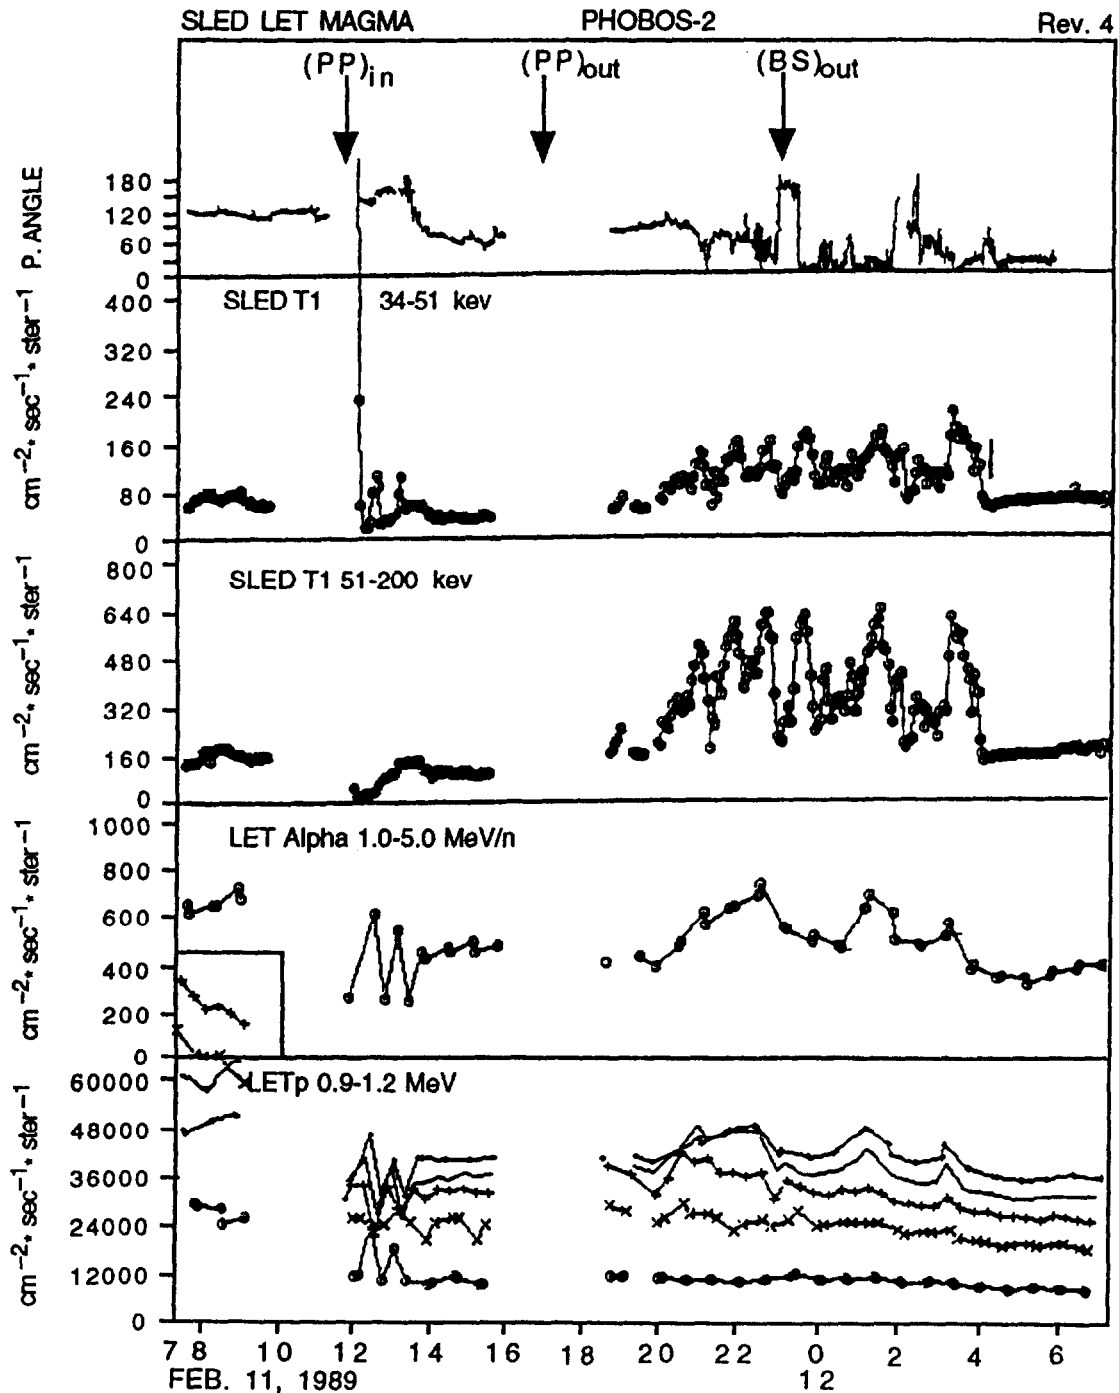 SLED LET MAGMA PHOBOS-2 Rev. 4
(PP)in (PP)out (BS)out
P. ANGLE
180
120
60
0
SLED T1 34-51 kev
cm-2* sec-1* ster-1
400
320
240
160
80
0
SLED T1 51-200 kev
cm-2* sec-1* ster-1
800
640
480
320
160
0
LET Alpha 1.0-5.0 MeV/n
cm-2* sec-1* ster-1
1000
800
600
400
200
0
LETp 0.9-1.2 MeV
cm-2* sec-1* ster-1
60000
48000
36000
24000
12000
0
7 8 10 12 14 16 18 20 22 0 2 4 6
FEB. 11, 1989 12